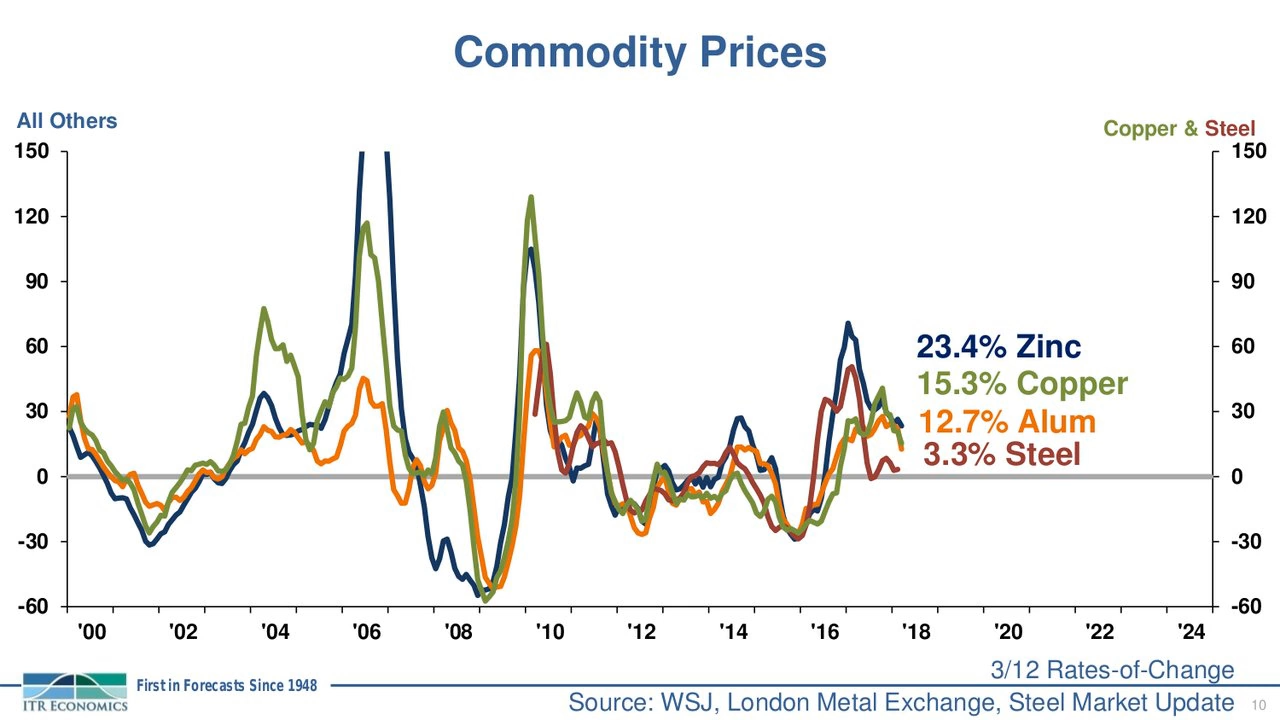 Commodity Prices
All Others
Copper & Steel
150 150
120 120
90 90
60 60
23.4% Zinc
15.3% Copper
30 30
12.7% Alum
3.3% Steel
0 0
-30 -30
-60 -60
'00 '02 '04 '06 '08 '10 '12 '14 '16 '18 '20 '22 '24
3/12 Rates-of-Change
First in Forecasts Since 1948
ITR ECONOMICS
Source: WSJ, London Metal Exchange, Steel Market Update 10